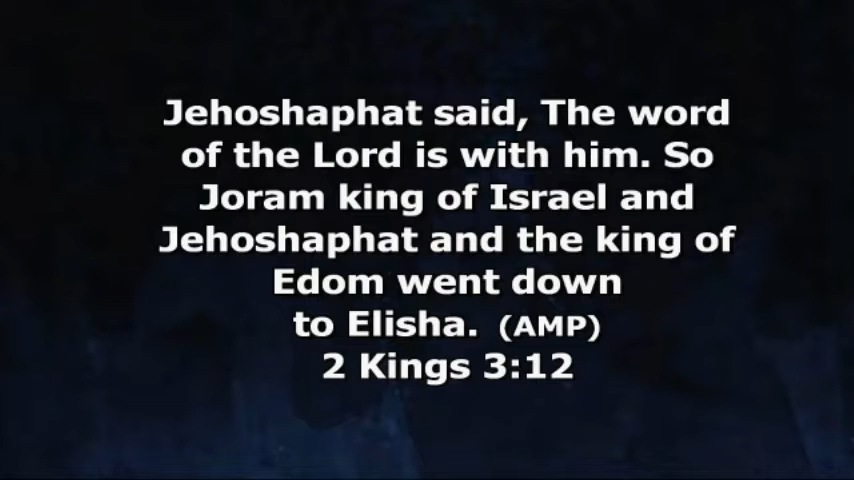 Jehoshaphat said, The word
of the Lord is with him. So
Joram king of Israel and
Jehoshaphat and the king of
Edom went down
to Elisha. (AMP)
2 Kings 3:12